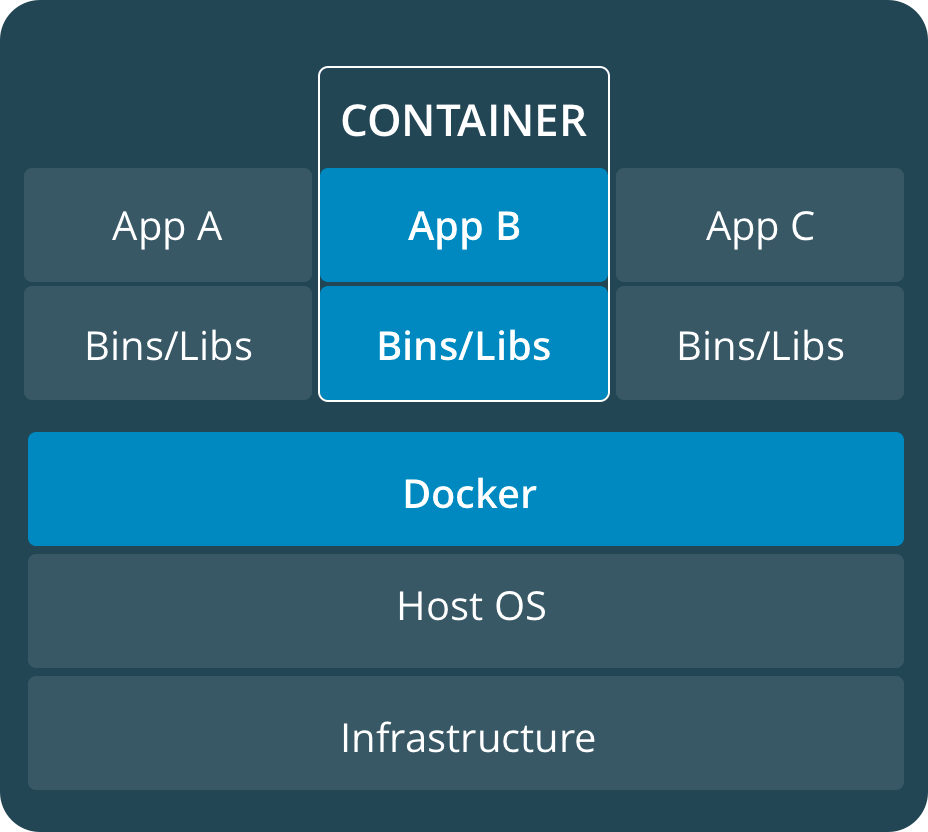 CONTAINER
App A
App B
App C
Bins/Libs
Bins/Libs
Bins/Libs
Docker
Host OS
Infrastructure